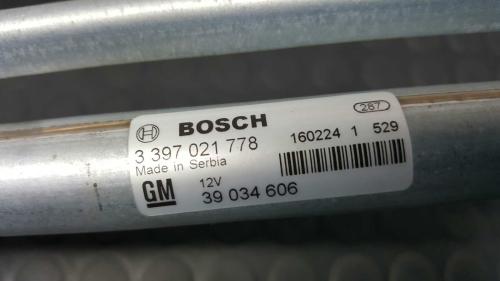 BOSCH
287
3 397 021 778
160224 1 529
Made in Serbia
GM
12V
39 034 606